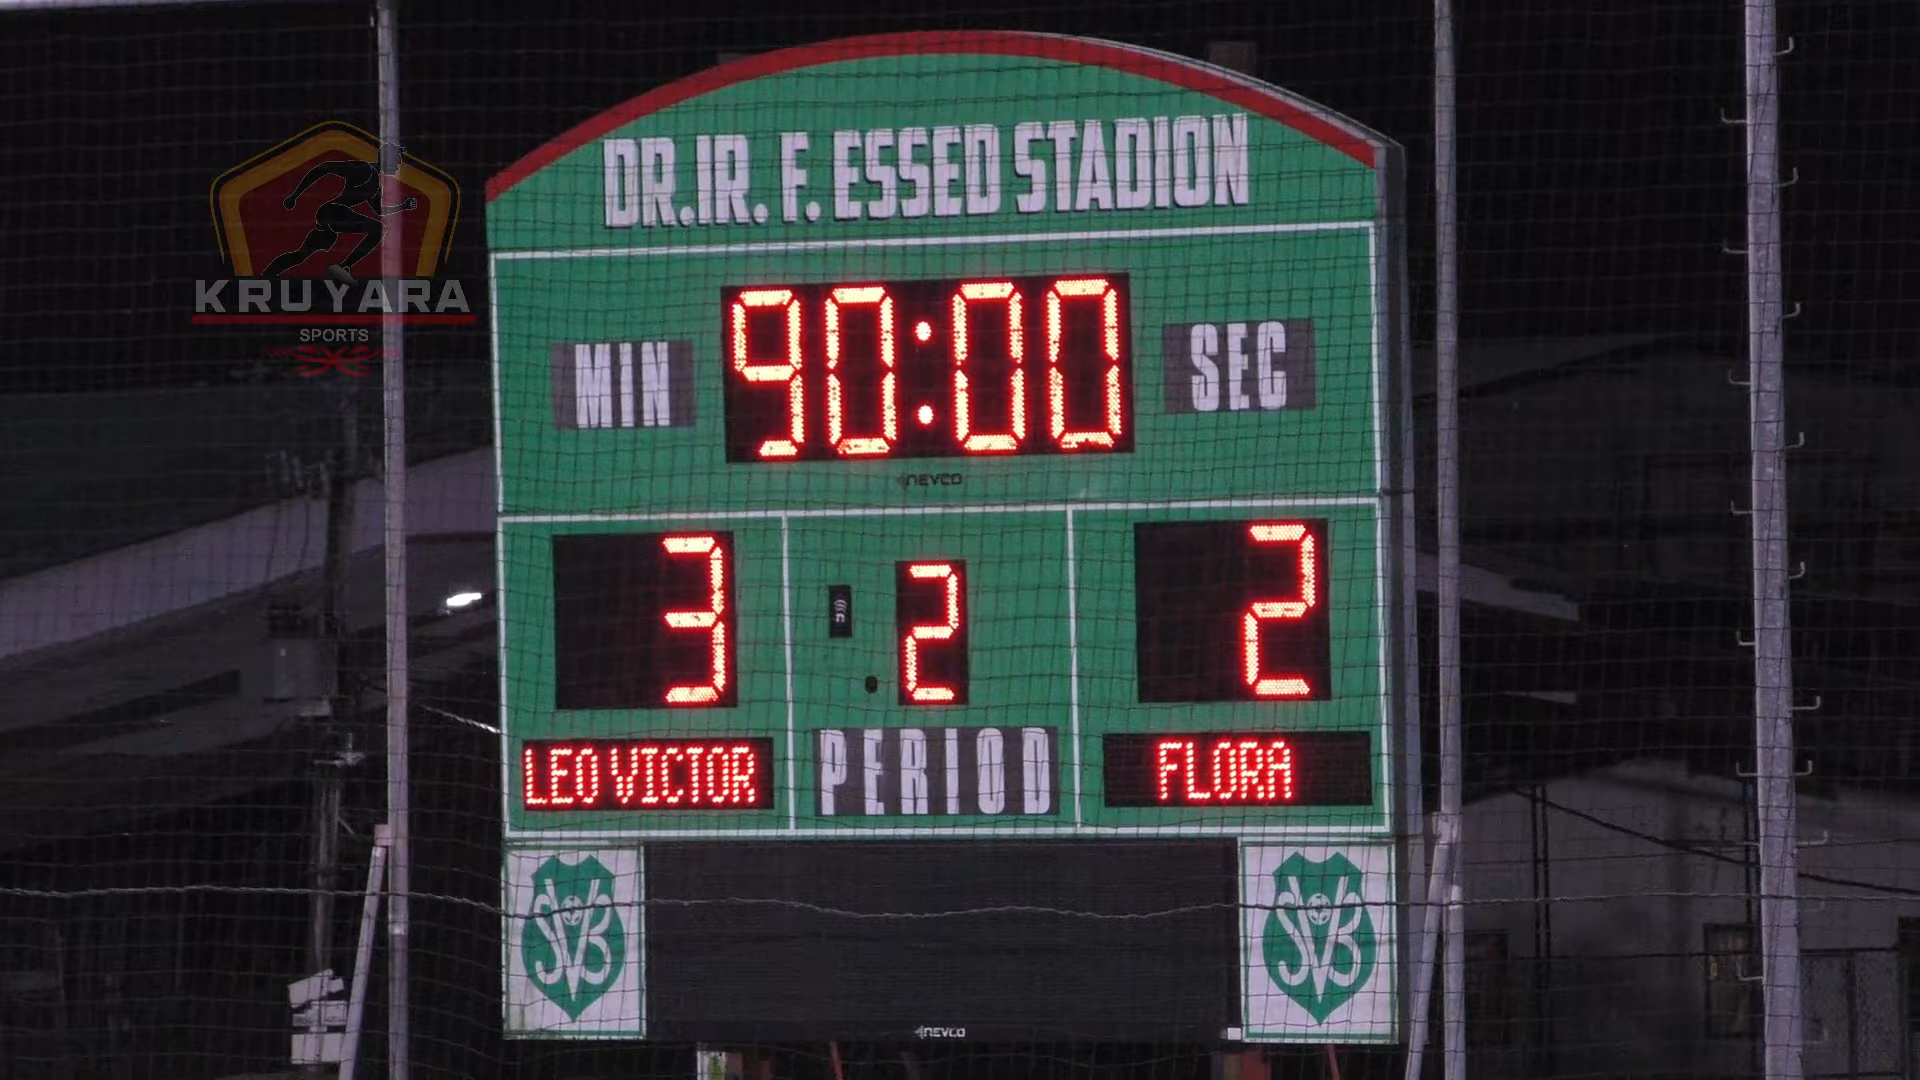 DR.IR. F. ESSED STADION
KRUYARA
SPORTS
MIN 90:00 SEC
NEVCO
3 2 2
LEO VICTOR PERIOD FLORA
SVB SVB
NEVCO